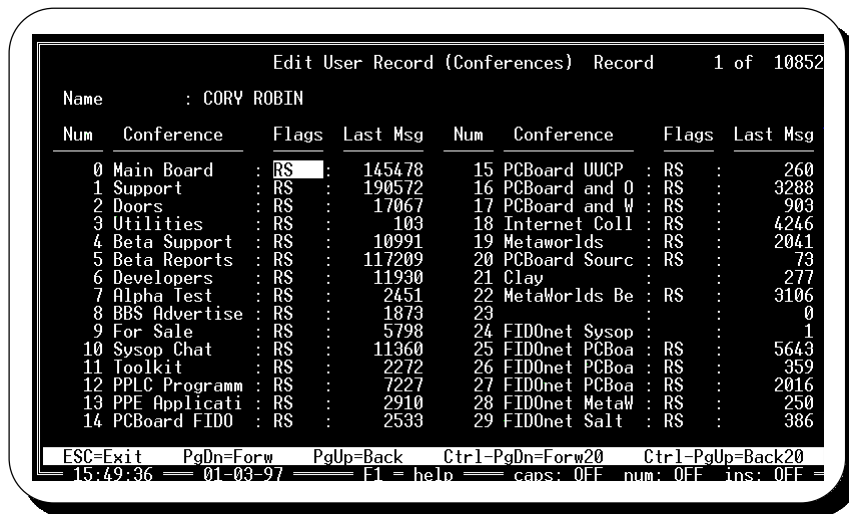 Edit User Record (Conferences)  Record  1 of 10852
Name : CORY ROBIN
Num  Conference  Flags  Last Msg  Num  Conference  Flags  Last Msg
0 Main Board : RS : 145478  15 PCBoard UUCP : RS : 260
1 Support : RS : 190572  16 PCBoard and O : RS : 3288
2 Doors : RS : 17067  17 PCBoard and W : RS : 903
3 Utilities : RS : 103  18 Internet Coll : RS : 4246
4 Beta Support : RS : 10991  19 Metaworlds : RS : 2041
5 Beta Reports : RS : 117209  20 PCBoard Sourc : RS : 73
6 Developers : RS : 11930  21 Clay : : 277
7 Alpha Test : RS : 2451  22 MetaWorlds Be : RS : 3106
8 BBS Advertise : RS : 1873  23 : : 0
9 For Sale : RS : 5798  24 FIDOnet Sysop : : 1
10 Sysop Chat : RS : 11360  25 FIDOnet PCBoa : RS : 5643
11 Toolkit : RS : 2272  26 FIDOnet PCBoa : RS : 359
12 PPLC Programm : RS : 7227  27 FIDOnet PCBoa : RS : 2016
13 PPE Applicati : RS : 2910  28 FIDOnet MetaW : RS : 250
14 PCBoard FIDO : RS : 2533  29 FIDOnet Salt : RS : 386
ESC=Exit  PgDn=Forw  PgUp=Back  Ctrl-PgDn=Forw20  Ctrl-PgUp=Back20
15:49:36  01-03-97  F1 = help  caps: OFF  num: OFF  ins: OFF